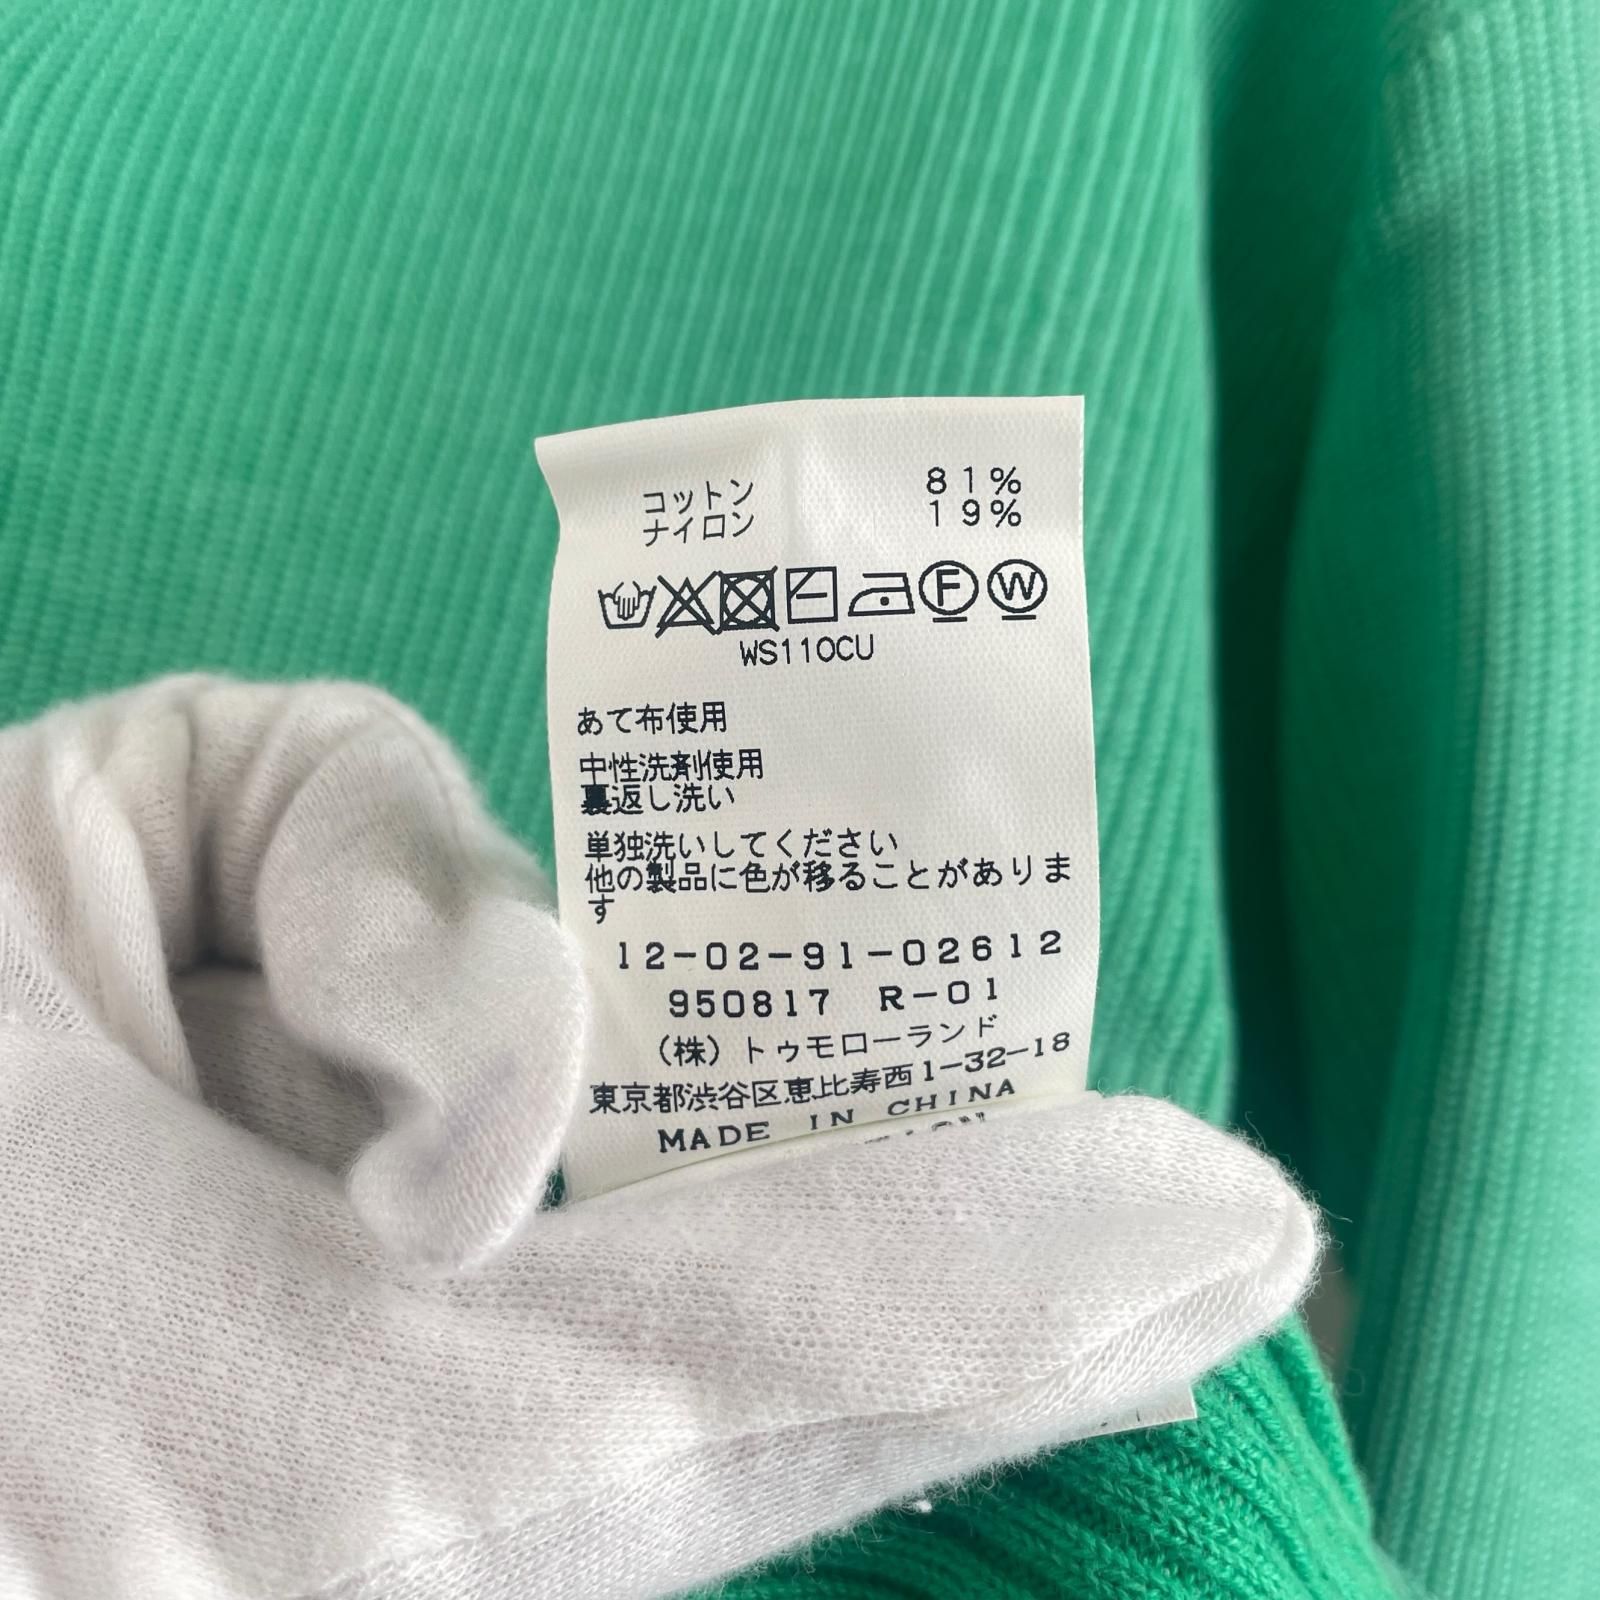 コットン 81%
ナイロン 19%
F W
WS110CU
あて布使用
中性洗剤使用
裏返し洗い
単独洗いしてください
他の製品に色が移ることがありま
す
12-02-91-02612
950817 R-01
(株)トゥモローランド
東京都渋谷区恵比寿西1-32-18
MADE IN CHINA